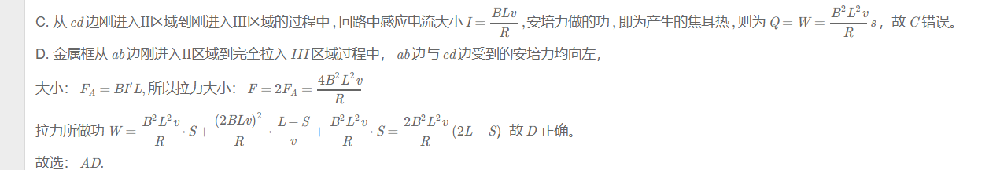 C. 从 cd 边刚进入Ⅱ区域到刚进入Ⅲ区域的过程中 , 回路中感应电流大小 I = \frac{BLv}{R} , 安培力做的功 , 即为产生的焦耳热 , 则为 Q = W = \frac{B^2L^2v}{R}s ，故 C 错误。
D. 金属框从 ab 边刚进入Ⅱ区域到完全拉入 III 区域过程中， ab 边与 cd 边受到的安培力均向左，
大小： F_A = BI'L, 所以拉力大小： F = 2F_A = \frac{4B^2L^2v}{R}
拉力所做功 W = \frac{B^2L^2v}{R} · S + \frac{(2BLv)^2}{R} · \frac{L-S}{v} + \frac{B^2L^2v}{R} · S = \frac{2B^2L^2v}{R}(2L - S)，故 D 正确。
故选： AD.